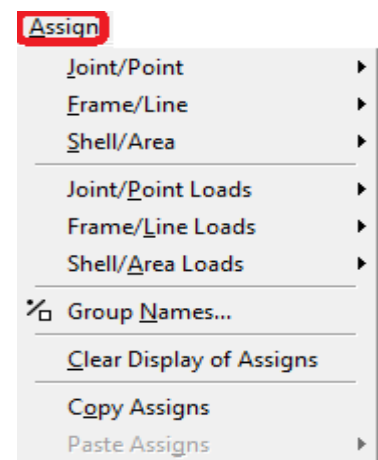 Assign
Joint/Point
Frame/Line
Shell/Area
Joint/Point Loads
Frame/Line Loads
Shell/Area Loads
Group Names...
Clear Display of Assigns
Copy Assigns
Paste Assigns